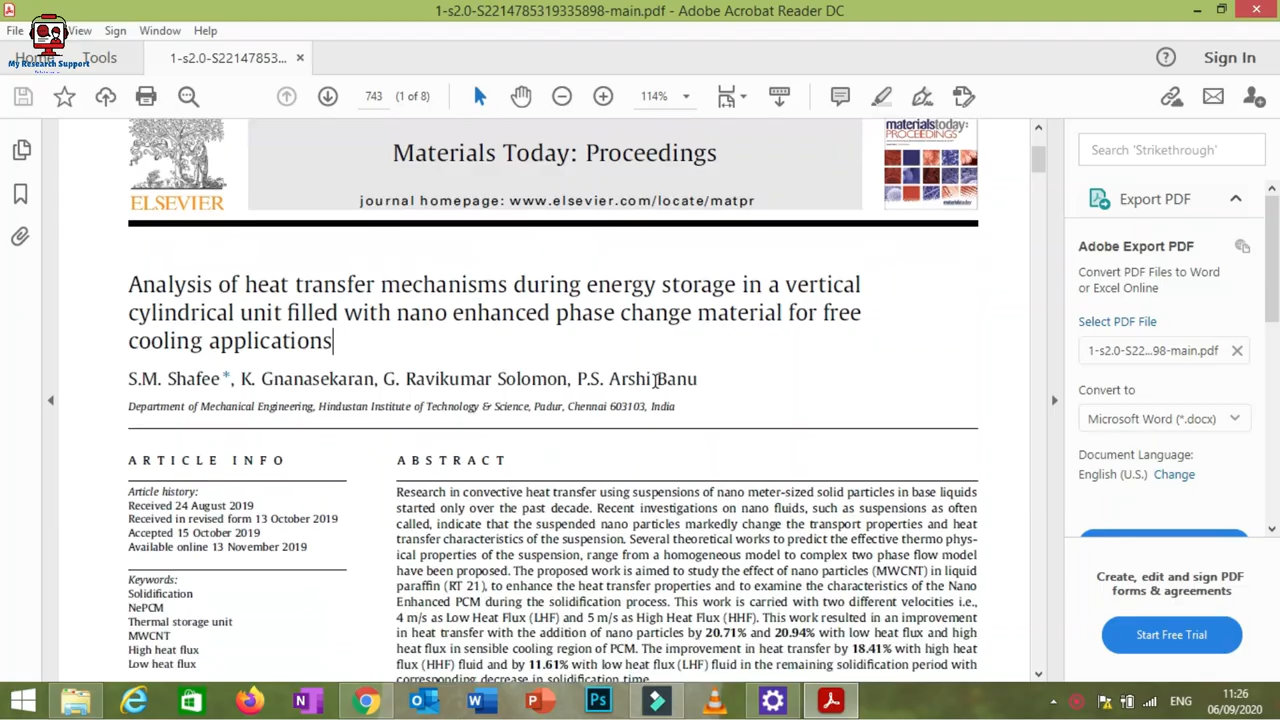 1-s2.0-S2214785319335898-main.pdf - Adobe Acrobat Reader DC
File View Sign Window Help
My Research Support
Home Tools 1-s2.0-S22147853... × Sign In
743 (1 of 8) 114%
materialstoday:
PROCEEDINGS
Materials Today: Proceedings
ELSEVIER
journal homepage: www.elsevier.com/locate/matpr
Analysis of heat transfer mechanisms during energy storage in a vertical
cylindrical unit filled with nano enhanced phase change material for free
cooling applications
S.M. Shafee*, K. Gnanasekaran, G. Ravikumar Solomon, P.S. Arshi Banu
Department of Mechanical Engineering, Hindustan Institute of Technology & Science, Padur, Chennai 603103, India
ARTICLE INFO
Article history:
Received 24 August 2019
Received in revised form 13 October 2019
Accepted 15 October 2019
Available online 13 November 2019
Keywords:
Solidification
NePCM
Thermal storage unit
MWCNT
High heat flux
Low heat flux
ABSTRACT
Research in convective heat transfer using suspensions of nano meter-sized solid particles in base liquids
started only over the past decade. Recent investigations on nano fluids, such as suspensions as often
called, indicate that the suspended nano particles markedly change the transport properties and heat
transfer characteristics of the suspension. Several theoretical works to predict the effective thermo phys-
ical properties of the suspension, range from a homogeneous model to complex two phase flow model
have been proposed. The proposed work is aimed to study the effect of nano particles (MWCNT) in liquid
paraffin (RT 21), to enhance the heat transfer properties and to examine the characteristics of the Nano
Enhanced PCM during the solidification process. This work is carried with two different velocities i.e.,
4 m/s as Low Heat Flux (LHF) and 5 m/s as High Heat Flux (HHF). This work resulted in an improvement
in heat transfer with the addition of nano particles by 20.71% and 20.94% with low heat flux and high
heat flux in sensible cooling region of PCM. The improvement in heat transfer by 18.41% with high heat
flux (HHF) fluid and by 11.61% with low heat flux (LHF) fluid in the remaining solidification period with
corresponding decrease in solidification time.
Search 'Strikethrough'
Export PDF
Adobe Export PDF
Convert PDF Files to Word
or Excel Online
Select PDF File
1-s2.0-S22...98-main.pdf ×
Convert to
Microsoft Word (*.docx)
Document Language:
English (U.S.) Change
Create, edit and sign PDF
forms & agreements
Start Free Trial
ENG
11:26
06/09/2020